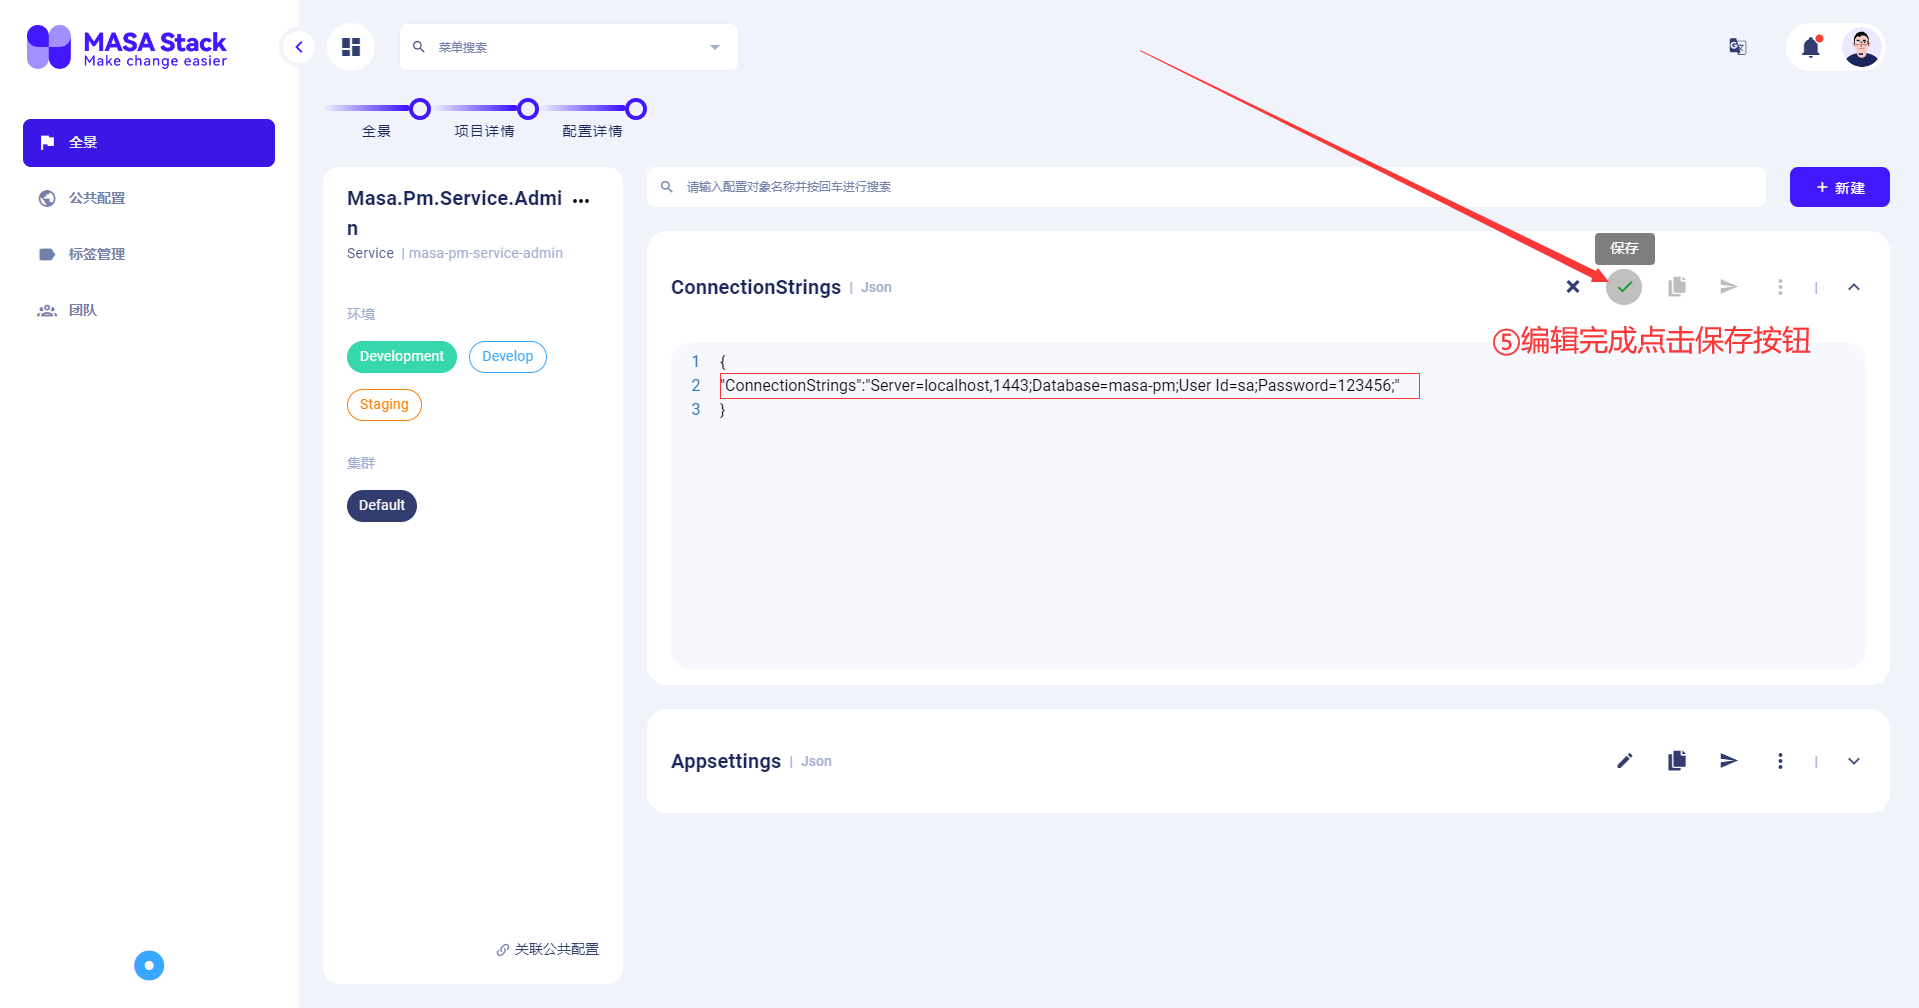 MASA Stack
Make change easier
菜单搜索
全景
项目详情
配置详情
全景
公共配置
标签管理
团队
Masa.Pm.Service.Admi
n
Service | masa-pm-service-admin
环境
Development
Develop
Staging
集群
Default
关联公共配置
请输入配置对象名称并按回车进行搜索
+ 新建
保存
ConnectionStrings | Json
⑤编辑完成点击保存按钮
1 {
2 "ConnectionStrings":"Server=localhost,1443;Database=masa-pm;User Id=sa;Password=123456;"
3 }
Appsettings | Json